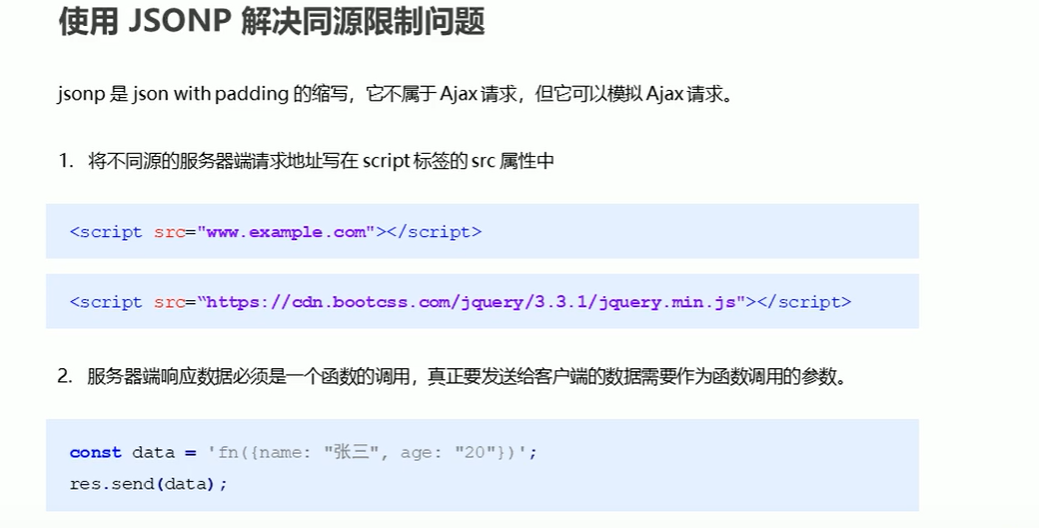 使用 JSONP 解决同源限制问题
jsonp 是 json with padding 的缩写，它不属于 Ajax 请求，但它可以模拟 Ajax 请求。
1. 将不同源的服务器端请求地址写在 script 标签的 src 属性中
<script src="www.example.com"></script>
<script src=“https://cdn.bootcss.com/jquery/3.3.1/jquery.min.js"></script>
2. 服务器端响应数据必须是一个函数的调用，真正要发送给客户端的数据需要作为函数调用的参数。
const data = 'fn({name: "张三", age: "20"})';
res.send(data);